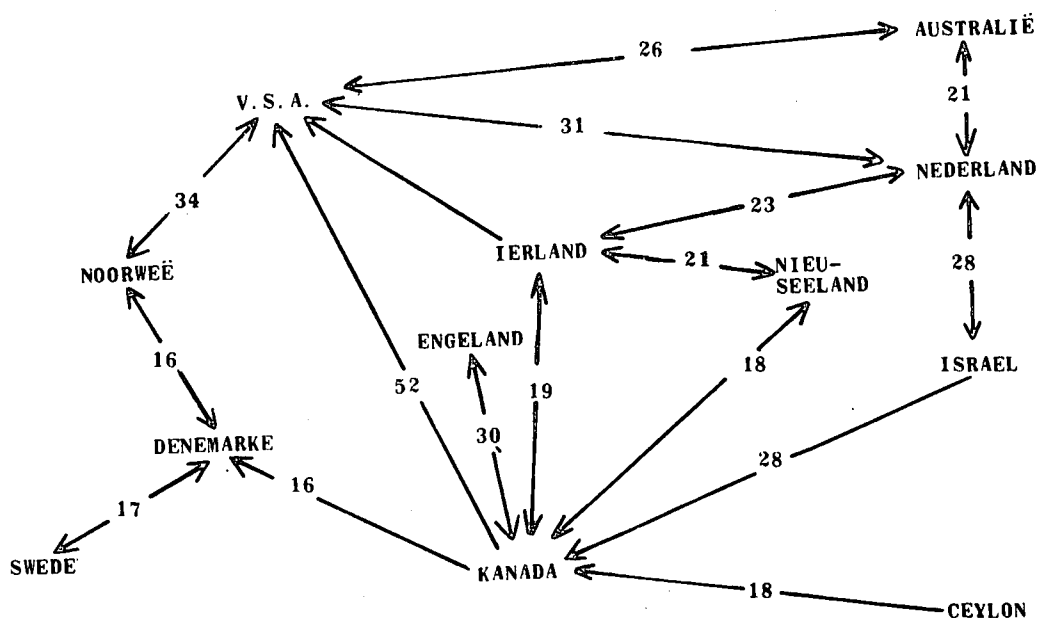 AUSTRALIË
26
V.S.A.
21
31
NEDERLAND
34
23
IERLAND
21
NIEU-
SEELAND
28
NOORWEË
ENGELAND
16
52
19
18
ISRAEL
DENEMARKE
30
16
28
17
SWEDE
KANADA
18
CEYLON